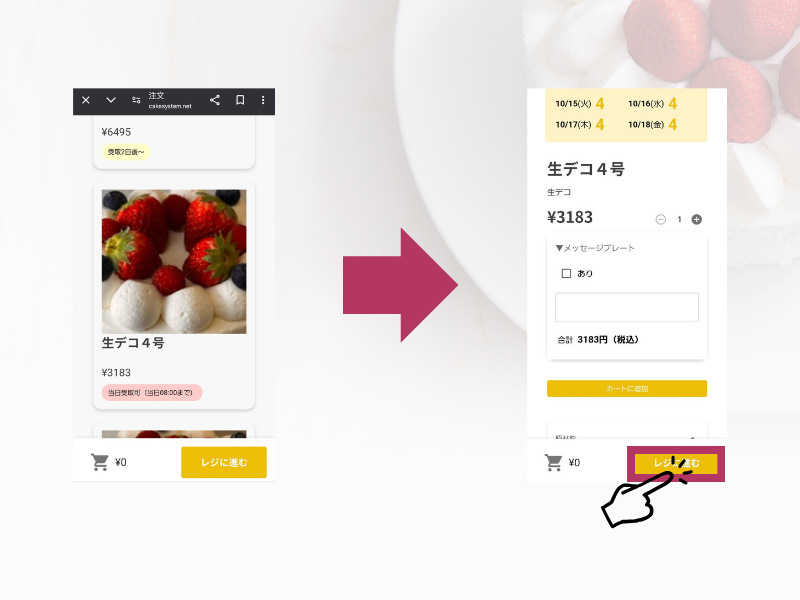 注文
cakesystem.net
¥6495
受取2日後〜
生デコ４号
¥3183
当日受取可（当日08:00まで）
¥0
レジに進む
10/15(火) 4
10/16(水) 4
10/17(木) 4
10/18(金) 4
生デコ４号
生デコ
¥3183
1
▼メッセージプレート
あり
合計 3183円（税込）
カートに追加
¥0
レジに進む